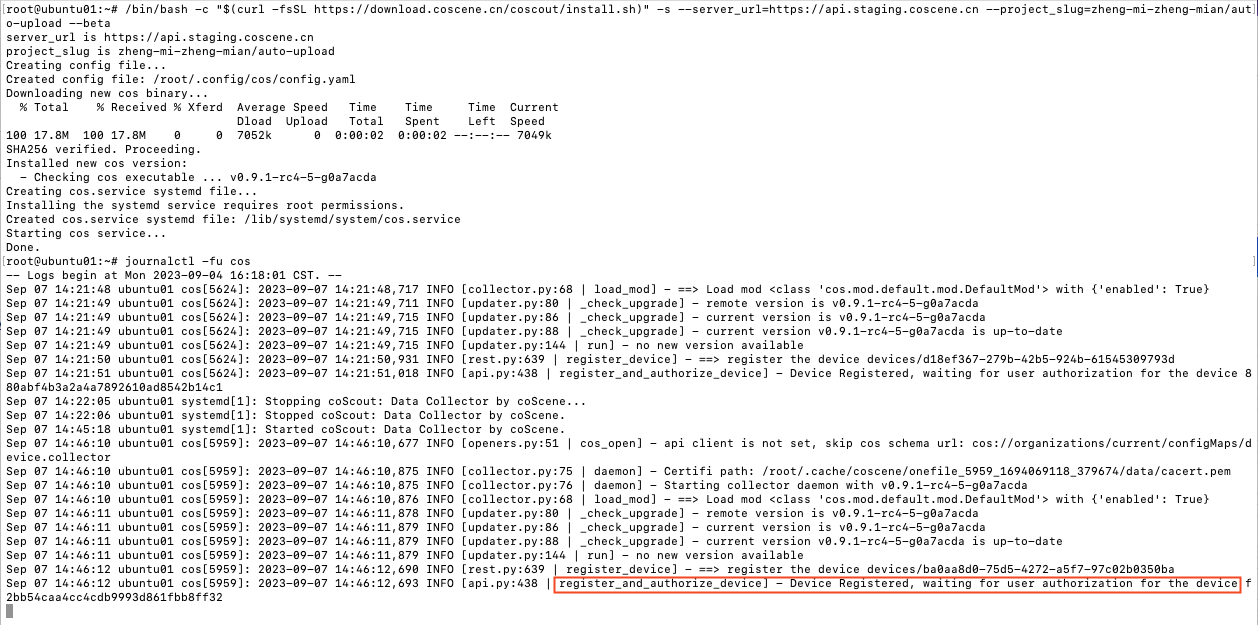 [root@ubuntu01:~# /bin/bash -c "$(curl -fsSL https://download.coscene.cn/coscout/install.sh)" -s --server_url=https://api.staging.coscene.cn --project_slug=zheng-mi-zheng-mian/aut]
o-upload --beta
server_url is https://api.staging.coscene.cn
project_slug is zheng-mi-zheng-mian/auto-upload
Creating config file...
Created config file: /root/.config/cos/config.yaml
Downloading new cos binary...
  % Total    % Received % Xferd  Average Speed   Time    Time     Time  Current
                                 Dload  Upload   Total   Spent    Left  Speed
100 17.8M  100 17.8M    0     0  7052k      0  0:00:02  0:00:02 --:--:-- 7049k
SHA256 verified. Proceeding.
Installed new cos version:
  - Checking cos executable ... v0.9.1-rc4-5-g0a7acda
Creating cos.service systemd file...
Installing the systemd service requires root permissions.
Created cos.service systemd file: /lib/systemd/system/cos.service
Starting cos service...
Done.
[root@ubuntu01:~# journalctl -fu cos ]
-- Logs begin at Mon 2023-09-04 16:18:01 CST. --
Sep 07 14:21:48 ubuntu01 cos[5624]: 2023-09-07 14:21:48,717 INFO [collector.py:68 | load_mod] - ==> Load mod <class 'cos.mod.default.mod.DefaultMod'> with {'enabled': True}
Sep 07 14:21:49 ubuntu01 cos[5624]: 2023-09-07 14:21:49,711 INFO [updater.py:80 | _check_upgrade] - remote version is v0.9.1-rc4-5-g0a7acda
Sep 07 14:21:49 ubuntu01 cos[5624]: 2023-09-07 14:21:49,715 INFO [updater.py:86 | _check_upgrade] - current version is v0.9.1-rc4-5-g0a7acda
Sep 07 14:21:49 ubuntu01 cos[5624]: 2023-09-07 14:21:49,715 INFO [updater.py:88 | _check_upgrade] - current version v0.9.1-rc4-5-g0a7acda is up-to-date
Sep 07 14:21:49 ubuntu01 cos[5624]: 2023-09-07 14:21:49,715 INFO [updater.py:144 | run] - no new version available
Sep 07 14:21:50 ubuntu01 cos[5624]: 2023-09-07 14:21:50,931 INFO [rest.py:639 | register_device] - ==> register the device devices/d18ef367-279b-42b5-924b-61545309793d
Sep 07 14:21:51 ubuntu01 cos[5624]: 2023-09-07 14:21:51,018 INFO [api.py:438 | register_and_authorize_device] - Device Registered, waiting for user authorization for the device 8
80abf4b3a2a4a7892610ad8542b14c1
Sep 07 14:22:05 ubuntu01 systemd[1]: Stopping coScout: Data Collector by coScene...
Sep 07 14:22:06 ubuntu01 systemd[1]: Stopped coScout: Data Collector by coScene.
Sep 07 14:45:18 ubuntu01 systemd[1]: Started coScout: Data Collector by coScene.
Sep 07 14:46:10 ubuntu01 cos[5959]: 2023-09-07 14:46:10,677 INFO [openers.py:51 | cos_open] - api client is not set, skip cos schema url: cos://organizations/current/configMaps/d
evice.collector
Sep 07 14:46:10 ubuntu01 cos[5959]: 2023-09-07 14:46:10,875 INFO [collector.py:75 | daemon] - Certifi path: /root/.cache/coscene/onefile_5959_1694069118_379674/data/cacert.pem
Sep 07 14:46:10 ubuntu01 cos[5959]: 2023-09-07 14:46:10,875 INFO [collector.py:76 | daemon] - Starting collector daemon with v0.9.1-rc4-5-g0a7acda
Sep 07 14:46:10 ubuntu01 cos[5959]: 2023-09-07 14:46:10,876 INFO [collector.py:68 | load_mod] - ==> Load mod <class 'cos.mod.default.mod.DefaultMod'> with {'enabled': True}
Sep 07 14:46:11 ubuntu01 cos[5959]: 2023-09-07 14:46:11,878 INFO [updater.py:80 | _check_upgrade] - remote version is v0.9.1-rc4-5-g0a7acda
Sep 07 14:46:11 ubuntu01 cos[5959]: 2023-09-07 14:46:11,879 INFO [updater.py:86 | _check_upgrade] - current version is v0.9.1-rc4-5-g0a7acda
Sep 07 14:46:11 ubuntu01 cos[5959]: 2023-09-07 14:46:11,879 INFO [updater.py:88 | _check_upgrade] - current version v0.9.1-rc4-5-g0a7acda is up-to-date
Sep 07 14:46:11 ubuntu01 cos[5959]: 2023-09-07 14:46:11,879 INFO [updater.py:144 | run] - no new version available
Sep 07 14:46:12 ubuntu01 cos[5959]: 2023-09-07 14:46:12,690 INFO [rest.py:639 | register_device] - ==> register the device devices/ba0aa8d0-75d5-4272-a5f7-97c02b0350ba
Sep 07 14:46:12 ubuntu01 cos[5959]: 2023-09-07 14:46:12,693 INFO [api.py:438 | register_and_authorize_device] - Device Registered, waiting for user authorization for the device f
2bb54caa4cc4cdb9993d861fbb8ff32